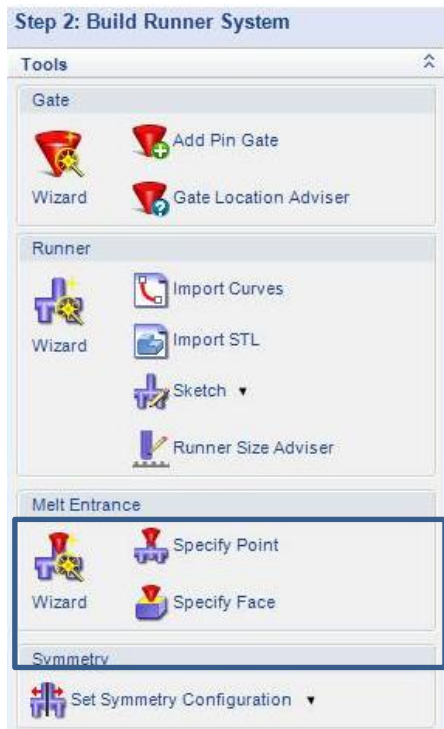 Step 2: Build Runner System
Tools
Gate
Wizard
Add Pin Gate
Gate Location Adviser
Runner
Wizard
Import Curves
Import STL
Sketch
Runner Size Adviser
Melt Entrance
Wizard
Specify Point
Specify Face
Symmetry
Set Symmetry Configuration